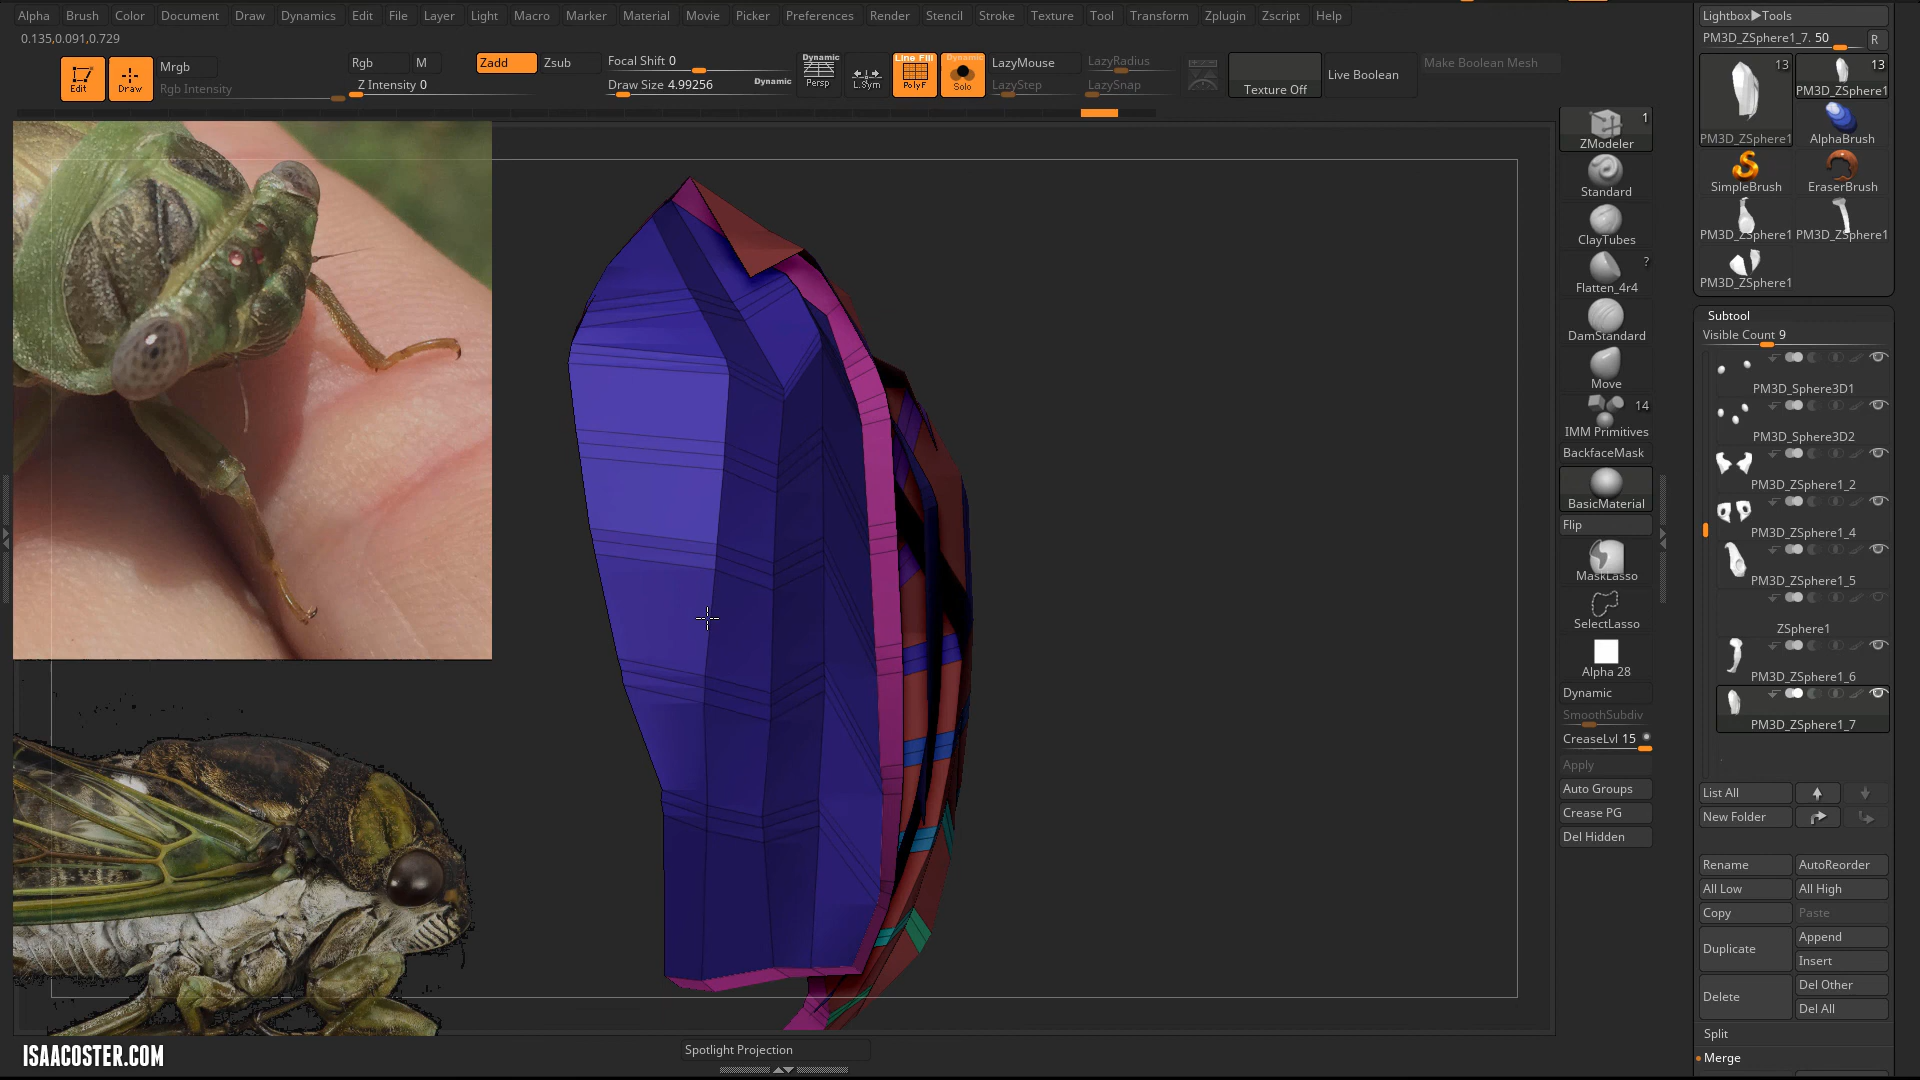 Alpha Brush Color Document Draw Dynamics Edit File Layer Light Macro Marker Material Movie Picker Preferences Render Stencil Stroke Texture Tool Transform Zplugin Zscript Help
0.135,0.091,0.729
Edit
Draw
Mrgb
Rgb Intensity
Rgb
M
Z Intensity 0
Zadd
Zsub
Focal Shift 0
Draw Size 4.99256
Dynamic
Dynamic
Persp
L.Sym
Line Fill
PolyF
Dynamic
Solo
LazyMouse
LazyStep
LazyRadius
LazySnap
Texture Off
Live Boolean
Make Boolean Mesh
1
ZModeler
Standard
ClayTubes
?
Flatten_4r4
DamStandard
Move
14
IMM Primitives
BackfaceMask
BasicMaterial
Flip
MaskLasso
SelectLasso
Alpha 28
Dynamic
SmoothSubdiv
CreaseLvl 15
Apply
Auto Groups
Crease PG
Del Hidden
Lightbox▶Tools
PM3D_ZSphere1_7. 50
R
13
PM3D_ZSphere1
13
PM3D_ZSphere1
AlphaBrush
SimpleBrush
EraserBrush
PM3D_ZSphere1
PM3D_ZSphere1
PM3D_ZSphere1
Subtool
Visible Count 9
PM3D_Sphere3D1
PM3D_Sphere3D2
PM3D_ZSphere1_2
PM3D_ZSphere1_4
PM3D_ZSphere1_5
ZSphere1
PM3D_ZSphere1_6
PM3D_ZSphere1_7
List All
New Folder
Rename
AutoReorder
All Low
All High
Copy
Paste
Duplicate
Append
Insert
Delete
Del Other
Del All
Split
Merge
ISAACOSTER.COM
Spotlight Projection